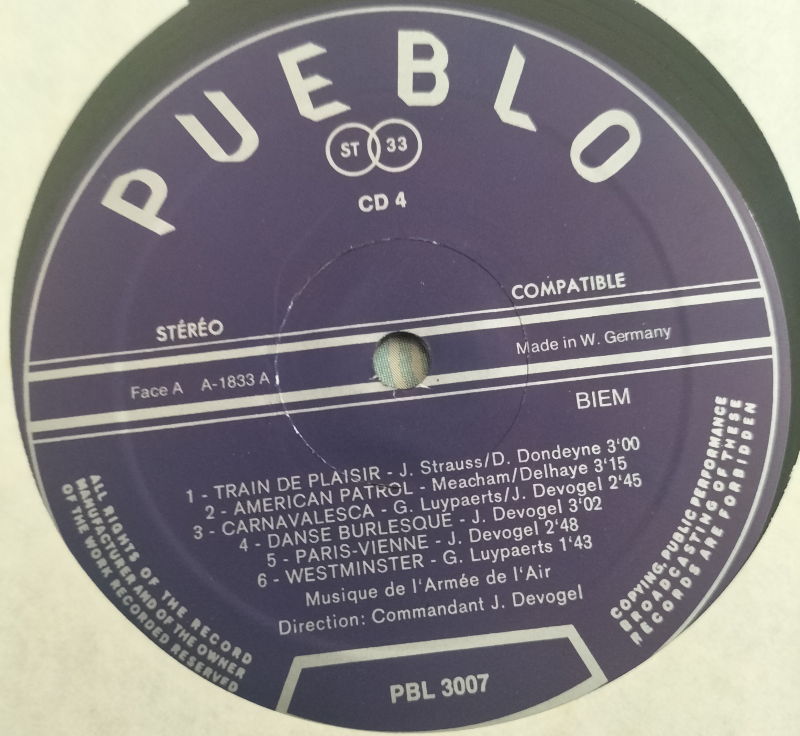 PUEBLO
ST 33
CD 4
STÉRÉO
COMPATIBLE
Face A A-1833 A
Made in W. Germany
BIEM
1 - TRAIN DE PLAISIR - J. Strauss/D. Dondeyne 3'00
2 - AMERICAN PATROL - Meacham/Delhaye 3'15
3 - CARNAVALESCA - G. Luypaerts/J. Devogel 2'45
4 - DANSE BURLESQUE - J. Devogel 3'02
5 - PARIS-VIENNE - J. Devogel 2'48
6 - WESTMINSTER - G. Luypaerts 1'43
Musique de l'Armée de l'Air
Direction: Commandant J. Devogel
ALL RIGHTS OF THE RECORD
MANUFACTURER AND OF THE OWNER
OF THE WORK RECORDED RESERVED
COPYING, PUBLIC PERFORMANCE
BROADCASTING OF THESE
RECORDS ARE FORBIDDEN
PBL 3007